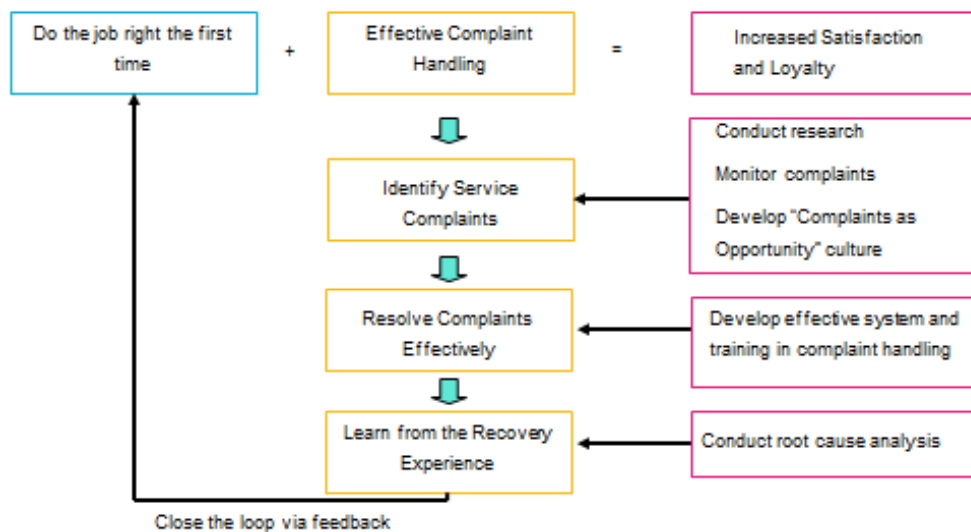 Do the job right the first
time
+
Effective Complaint
Handling
=
Increased Satisfaction
and Loyalty
Conduct research
Monitor complaints
Develop "Complaints as
Opportunity" culture
Identify Service
Complaints
Resolve Complaints
Effectively
Develop effective system and
training in complaint handling
Learn from the Recovery
Experience
Conduct root cause analysis
Close the loop via feedback